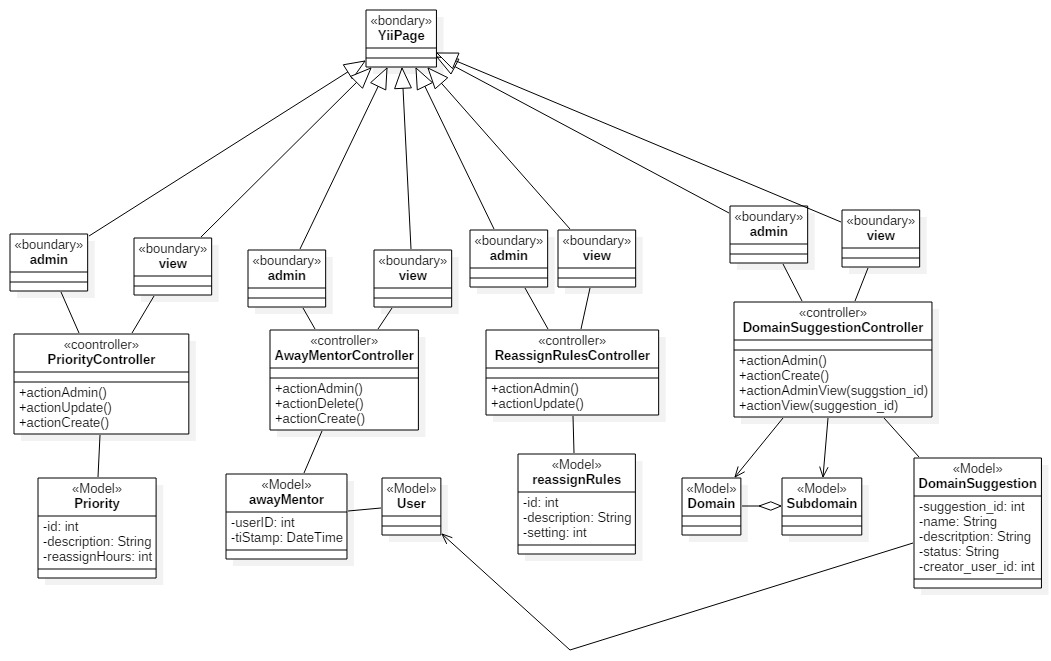 «bondary»
YiiPage
«boundary»
admin
«boundary»
view
«boundary»
admin
«boundary»
view
«boundary»
admin
«boundary»
view
«boundary»
admin
«boundary»
view
«coontroller»
PriorityController
+actionAdmin()
+actionUpdate()
+actionCreate()
«controller»
AwayMentorController
+actionAdmin()
+actionDelete()
+actionCreate()
«controller»
ReassignRulesController
+actionAdmin()
+actionUpdate()
«controller»
DomainSuggestionController
+actionAdmin()
+actionCreate()
+actionAdminView(suggstion_id)
+actionView(suggestion_id)
«Model»
Priority
-id: int
-description: String
-reassignHours: int
«Model»
awayMentor
-userID: int
-tiStamp: DateTime
«Model»
User
«Model»
reassignRules
-id: int
-description: String
-setting: int
«Model»
Domain
«Model»
Subdomain
«Model»
DomainSuggestion
-suggestion_id: int
-name: String
-descritption: String
-status: String
-creator_user_id: int